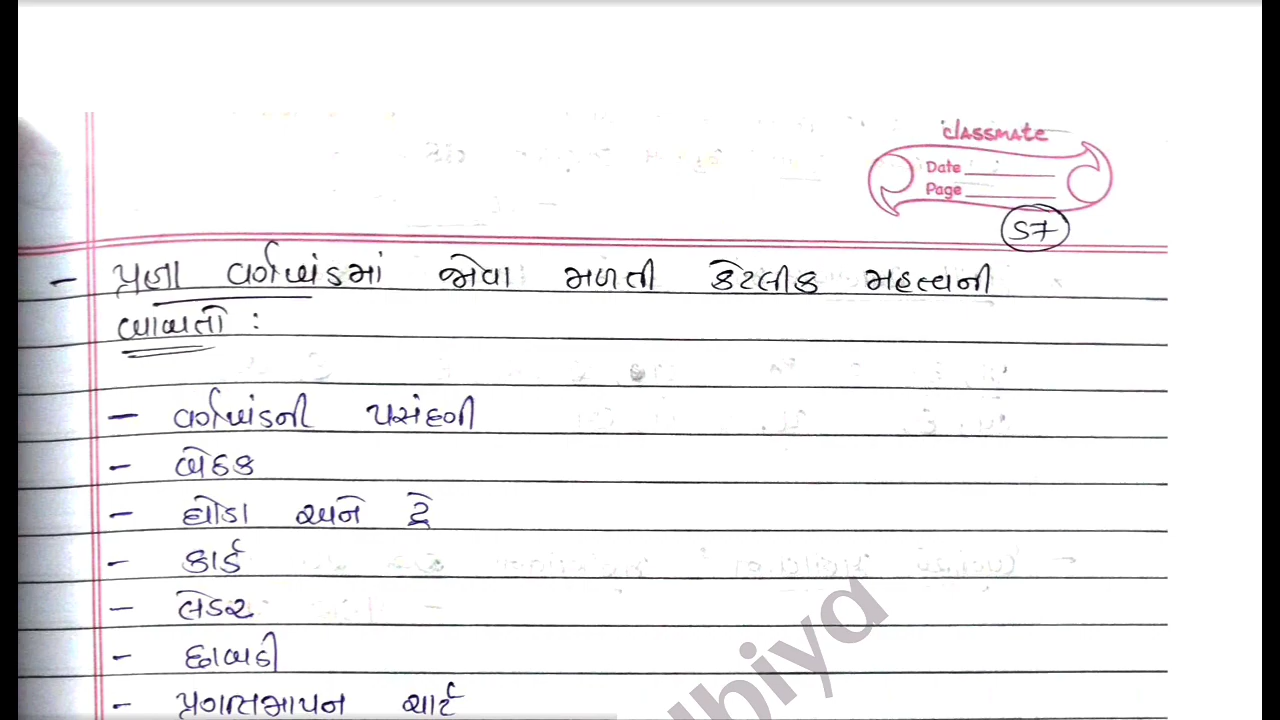 classmate
Date
Page
57
- પ્રજ્ઞા વર્ગખંડમાં જોવા મળતી કેટલીક મહત્વની
બાબતો :
- વર્ગખંડની પસંદગી
- બેઠક
- ઘોડા અને ટ્રે
- કાર્ડ
- લેડર
- છાબડી
- પ્રગતિમાપન ચાર્ટ